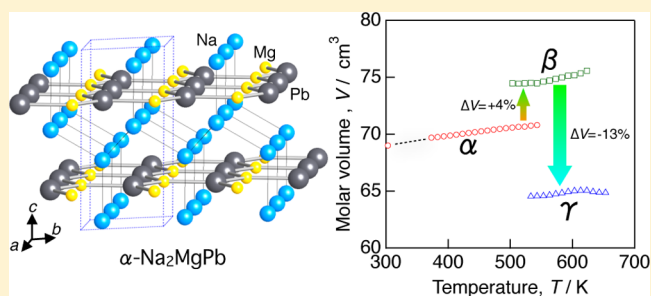 Na
Mg
Pb
c
a
b
α-Na₂MgPb
Molar volume, V / cm³
80
75
70
65
60
β
ΔV=+4%
ΔV=-13%
α
γ
300 400 500 600 700
Temperature, T / K